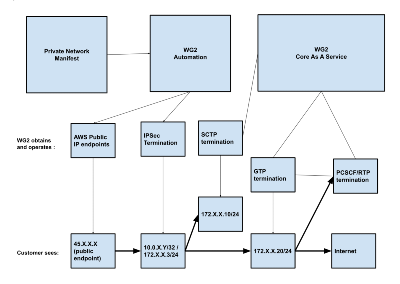 Private Network
Manifest
WG2
Automation
WG2
Core As A Service
WG2 obtains
and operates :
AWS Public
IP endpoints
IPSec
Termination
SCTP
termination
GTP
termination
PCSCF/RTP
termination
172.X.X.10/24
Customer sees:
45.X.X.X
(public
endpoint)
10.0.X.Y/32 /
172.X.X.3/24
172.X.X.20/24
Internet